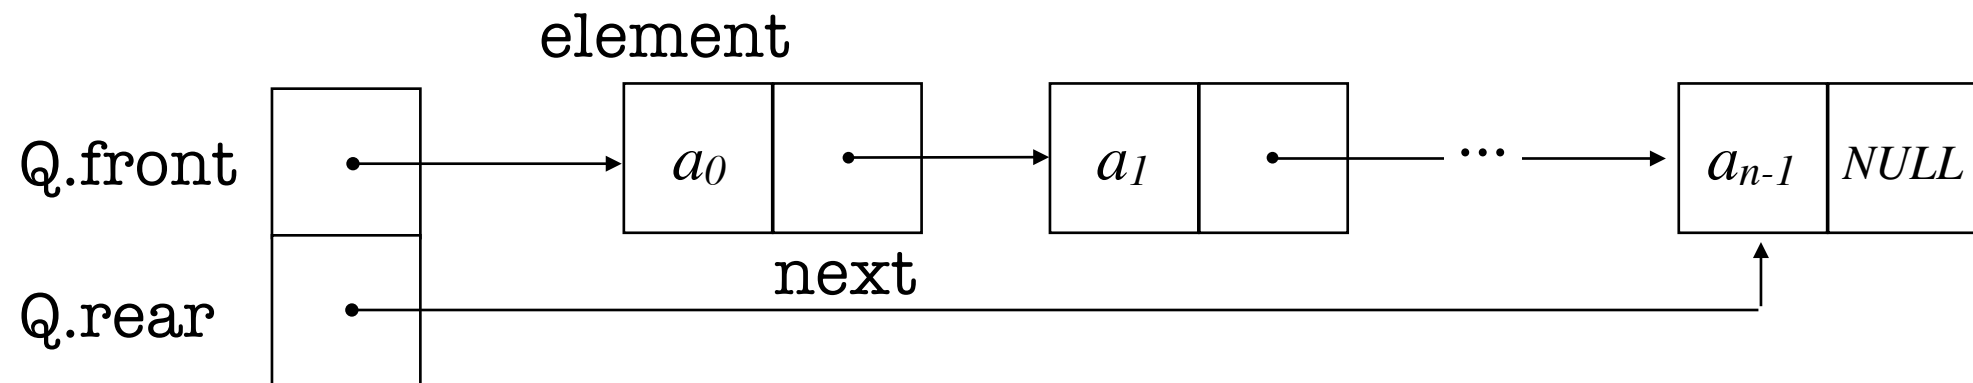 element
Q.front a₀ a₁ ... aₙ₋₁ NULL
next
Q.rear